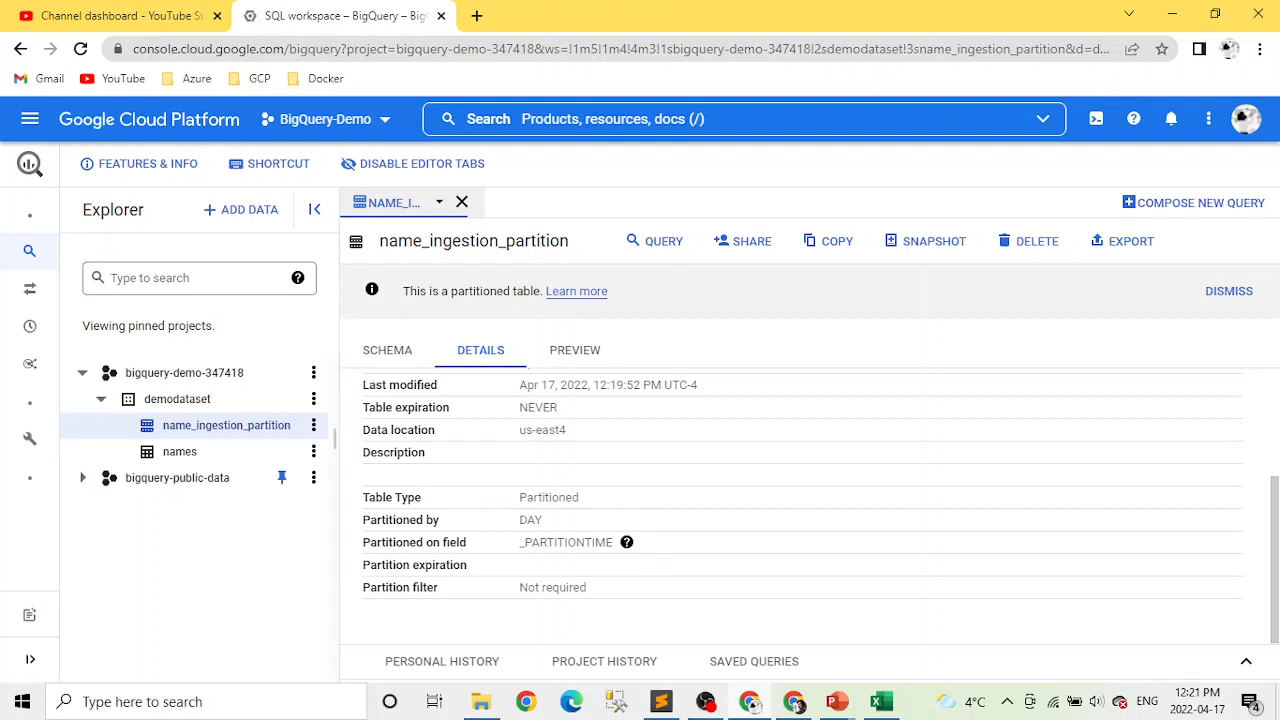 Channel dashboard - YouTube St
SQL workspace - BigQuery - Big
console.cloud.google.com/bigquery?project=bigquery-demo-347418&ws=!1m5!1m4!4m3!1sbigquery-demo-347418!2sdemodataset!3sname_ingestion_partition&d=d...
Gmail YouTube Azure GCP Docker
Google Cloud Platform BigQuery-Demo Search Products, resources, docs (/)
FEATURES & INFO SHORTCUT DISABLE EDITOR TABS
Explorer + ADD DATA NAME_I... COMPOSE NEW QUERY
name_ingestion_partition QUERY SHARE COPY SNAPSHOT DELETE EXPORT
Type to search
This is a partitioned table. Learn more DISMISS
Viewing pinned projects.
SCHEMA DETAILS PREVIEW
bigquery-demo-347418
demodataset
name_ingestion_partition
names
bigquery-public-data
Last modified Apr 17, 2022, 12:19:52 PM UTC-4
Table expiration NEVER
Data location us-east4
Description
Table Type Partitioned
Partitioned by DAY
Partitioned on field _PARTITIONTIME
Partition expiration
Partition filter Not required
PERSONAL HISTORY PROJECT HISTORY SAVED QUERIES
Type here to search 4°C ENG 12:21 PM
2022-04-17 4